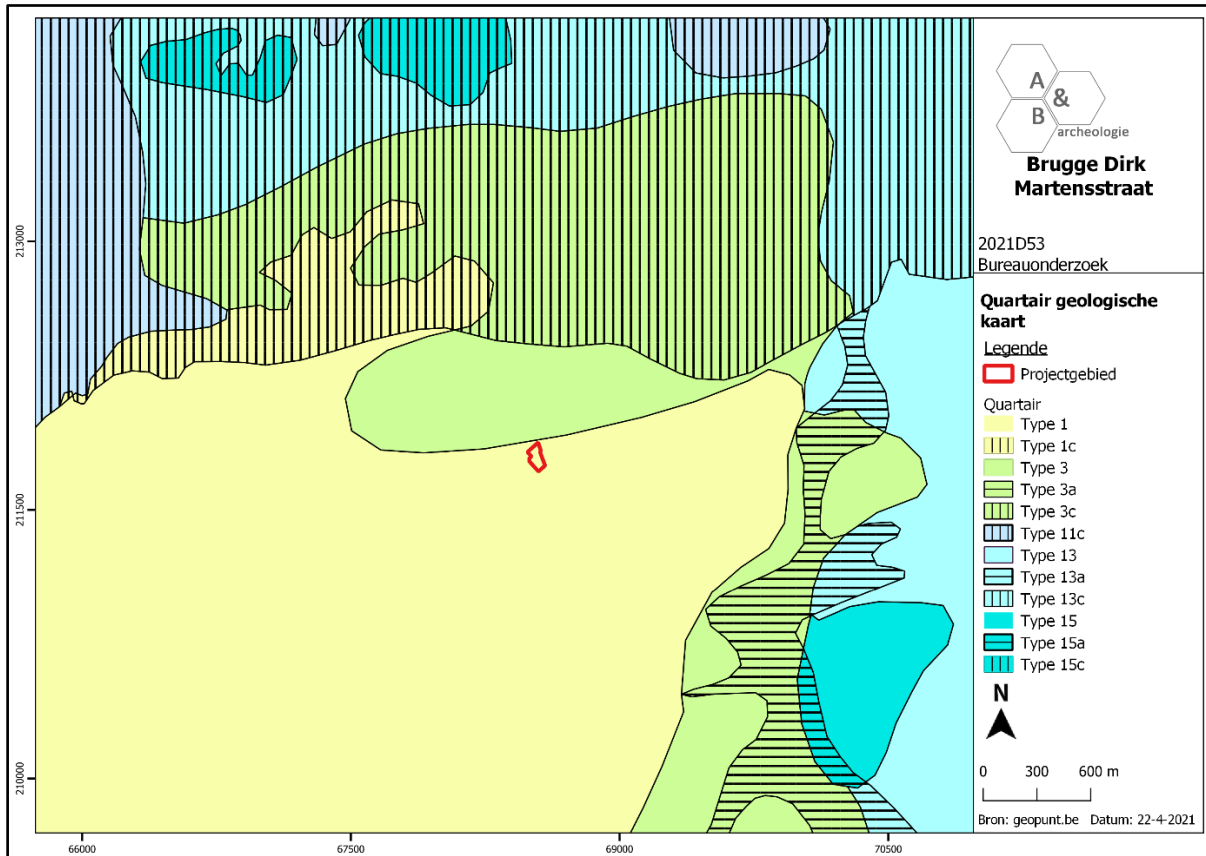 A
&
B
archeologie
Brugge Dirk
Martensstraat
2021D53
Bureauonderzoek
Quartair geologische
kaart
Legende
Projectgebied
Quartair
Type 1
Type 1c
Type 3
Type 3a
Type 3c
Type 11c
Type 13
Type 13a
Type 13c
Type 15
Type 15a
Type 15c
N
0 300 600 m
Bron: geopunt.be Datum: 22-4-2021
213000
211500
210000
66000 67500 69000 70500